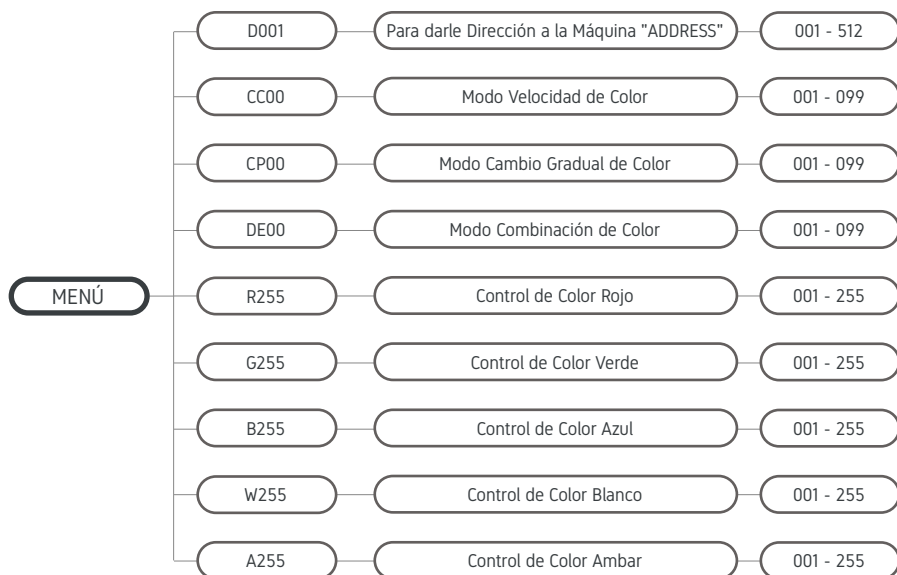 D001 Para darle Dirección a la Máquina "ADDRESS" 001 - 512
CC00 Modo Velocidad de Color 001 - 099
CP00 Modo Cambio Gradual de Color 001 - 099
DE00 Modo Combinación de Color 001 - 099
MENÚ R255 Control de Color Rojo 001 - 255
G255 Control de Color Verde 001 - 255
B255 Control de Color Azul 001 - 255
W255 Control de Color Blanco 001 - 255
A255 Control de Color Ambar 001 - 255